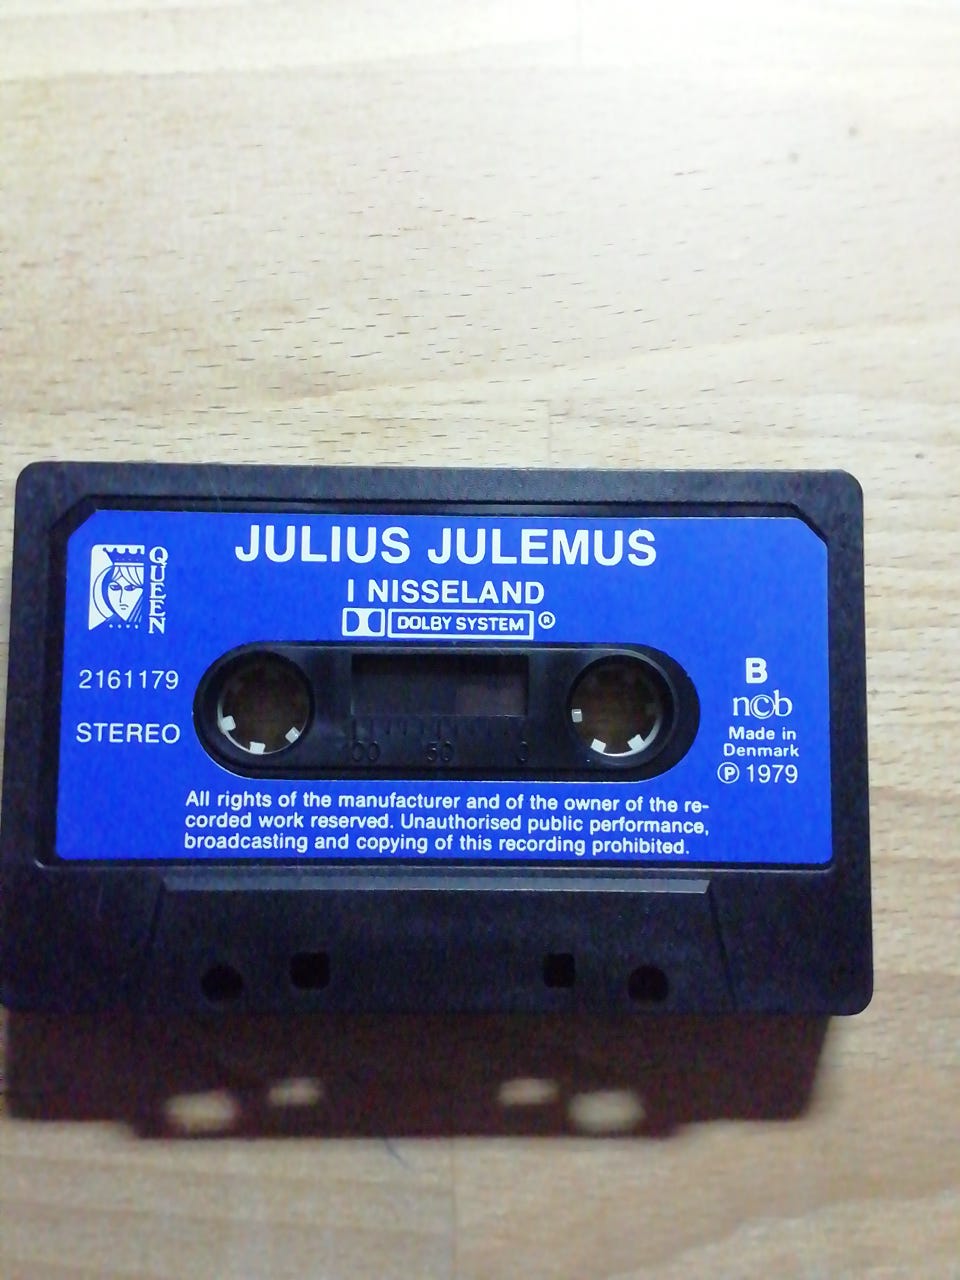 JULIUS JULEMUS
I NISSELAND
DOLBY SYSTEM ®
QUEEN
2161179
STEREO
B
ncb
Made in
Denmark
Ⓟ 1979
100 50 0
All rights of the manufacturer and of the owner of the re-
corded work reserved. Unauthorised public performance,
broadcasting and copying of this recording prohibited.